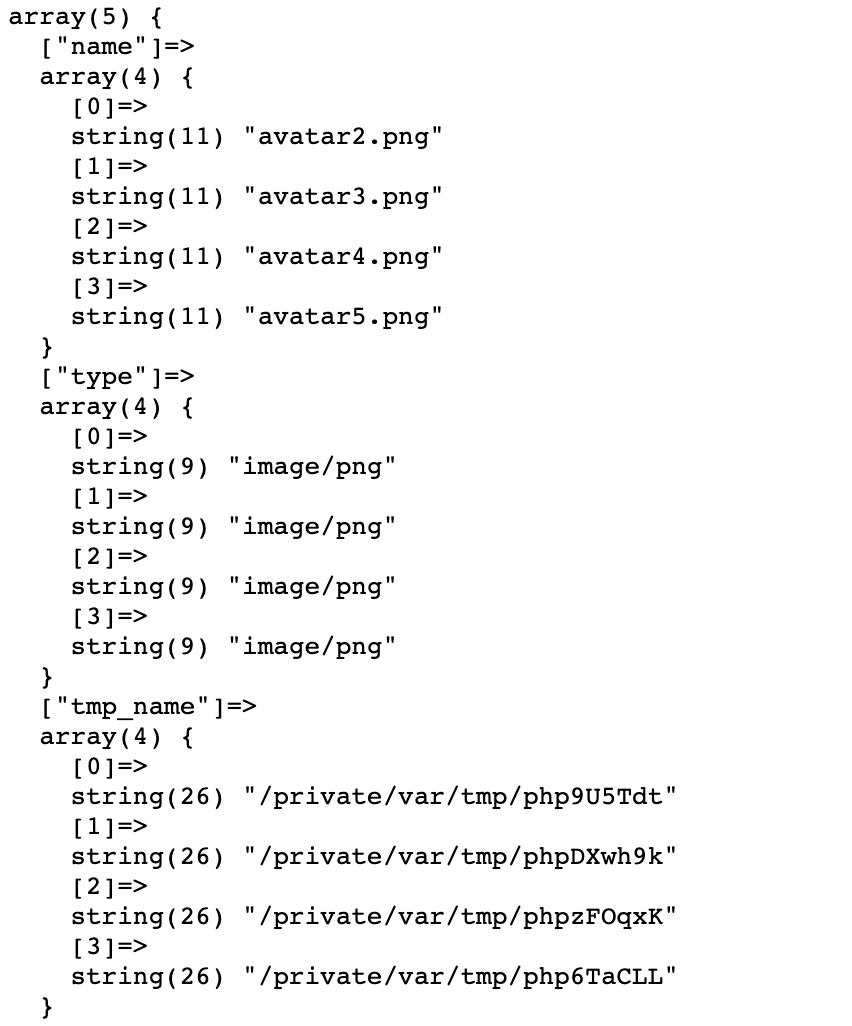 array(5) {
  ["name"]=>
  array(4) {
    [0]=>
    string(11) "avatar2.png"
    [1]=>
    string(11) "avatar3.png"
    [2]=>
    string(11) "avatar4.png"
    [3]=>
    string(11) "avatar5.png"
  }
  ["type"]=>
  array(4) {
    [0]=>
    string(9) "image/png"
    [1]=>
    string(9) "image/png"
    [2]=>
    string(9) "image/png"
    [3]=>
    string(9) "image/png"
  }
  ["tmp_name"]=>
  array(4) {
    [0]=>
    string(26) "/private/var/tmp/php9U5Tdt"
    [1]=>
    string(26) "/private/var/tmp/phpDXwh9k"
    [2]=>
    string(26) "/private/var/tmp/phpzFOqxK"
    [3]=>
    string(26) "/private/var/tmp/php6TaCLL"
  }